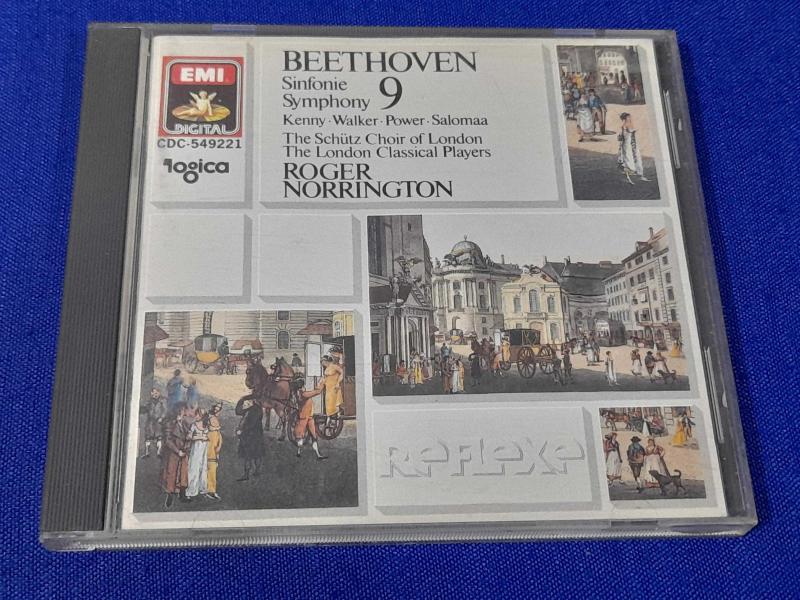 EMI
DIGITAL
CDC-549221
logica
BEETHOVEN
Sinfonie
Symphony 9
Kenny · Walker · Power · Salomaa
The Schütz Choir of London
The London Classical Players
ROGER
NORRINGTON
ReFLexe